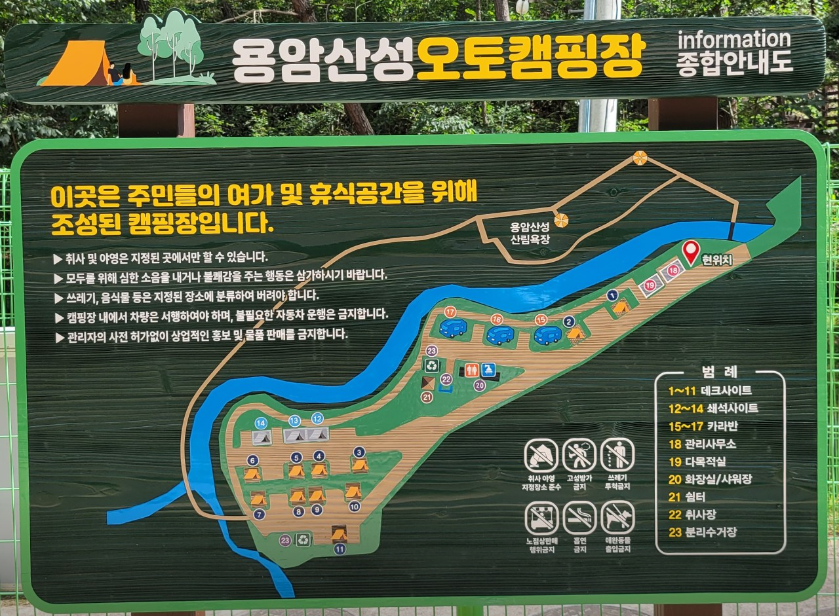 용암산성오토캠핑장
information
종합안내도
이곳은 주민들의 여가 및 휴식공간을 위해
조성된 캠핑장입니다.
▶ 취사 및 야영은 지정된 곳에서만 할 수 있습니다.
▶ 모두를 위해 심한 소음을 내거나 불쾌감을 주는 행동은 삼가하시기 바랍니다.
▶ 쓰레기, 음식물 등은 지정된 장소에 분류하여 버려야 합니다.
▶ 캠핑장 내에서 차량은 서행하여야 하며, 불필요한 자동차 운행은 금지합니다.
▶ 관리자의 사전 허가없이 상업적인 홍보 및 물품 판매를 금지합니다.
용암산성
산림욕장
현위치
18
19
1
2
15
16
17
23
22
21
20
14
13
12
6
5
4
3
7
8
9
10
23
11
범 례
1~11 데크사이트
12~14 쇄석사이트
15~17 카라반
18 관리사무소
19 다목적실
20 화장실/샤워장
21 쉼터
22 취사장
23 분리수거장
취사 야영
지정장소 준수
고성방가
금지
쓰레기
투척금지
노점상판매
행위금지
흡연
금지
애완동물
출입금지